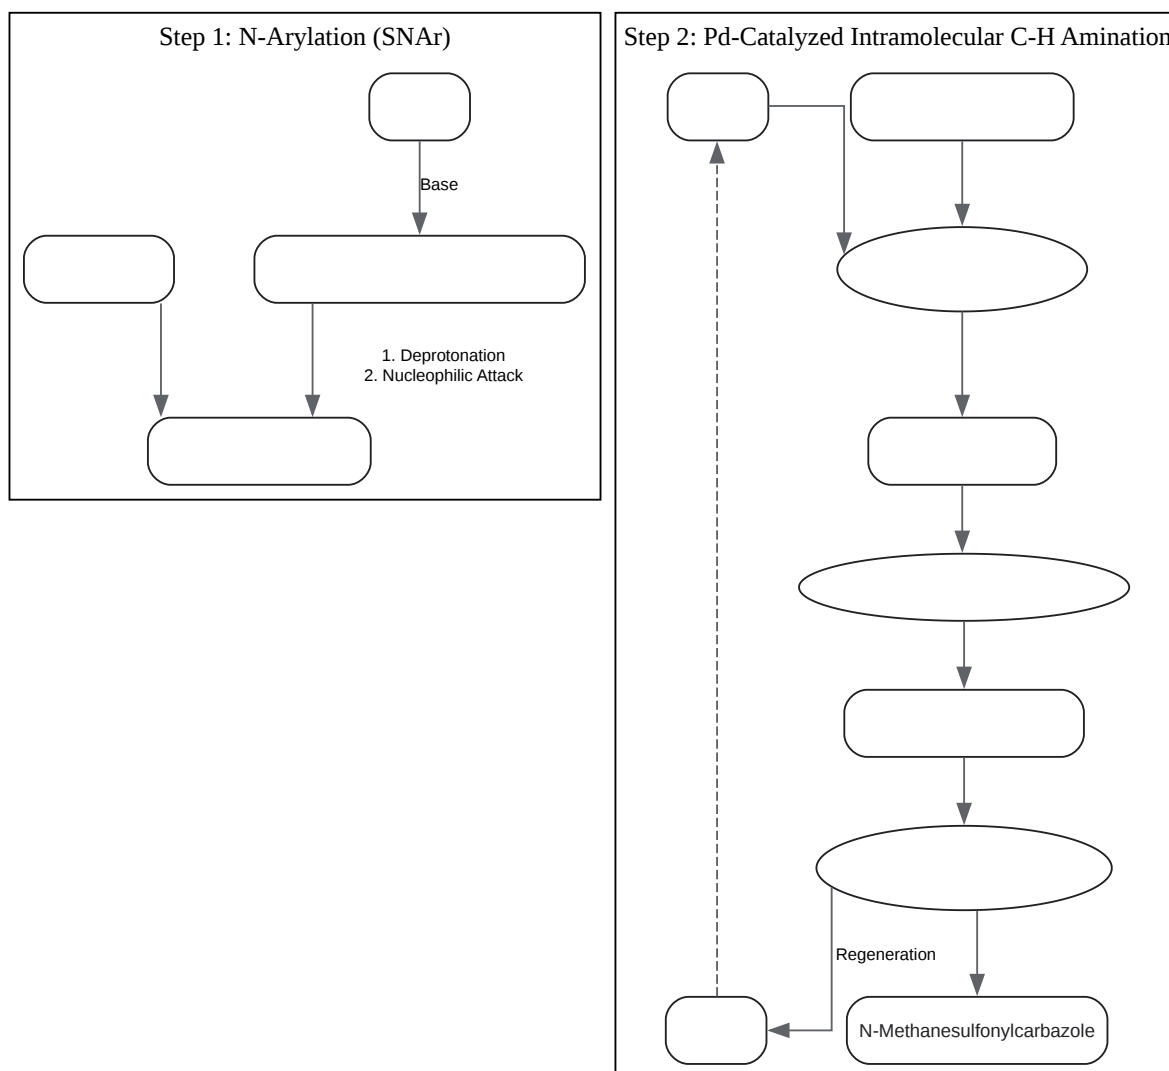 Step 1: N-Arylation (SNAr)
Base
1. Deprotonation
2. Nucleophilic Attack
Step 2: Pd-Catalyzed Intramolecular C-H Amination
Regeneration
N-Methanesulfonylcarbazole